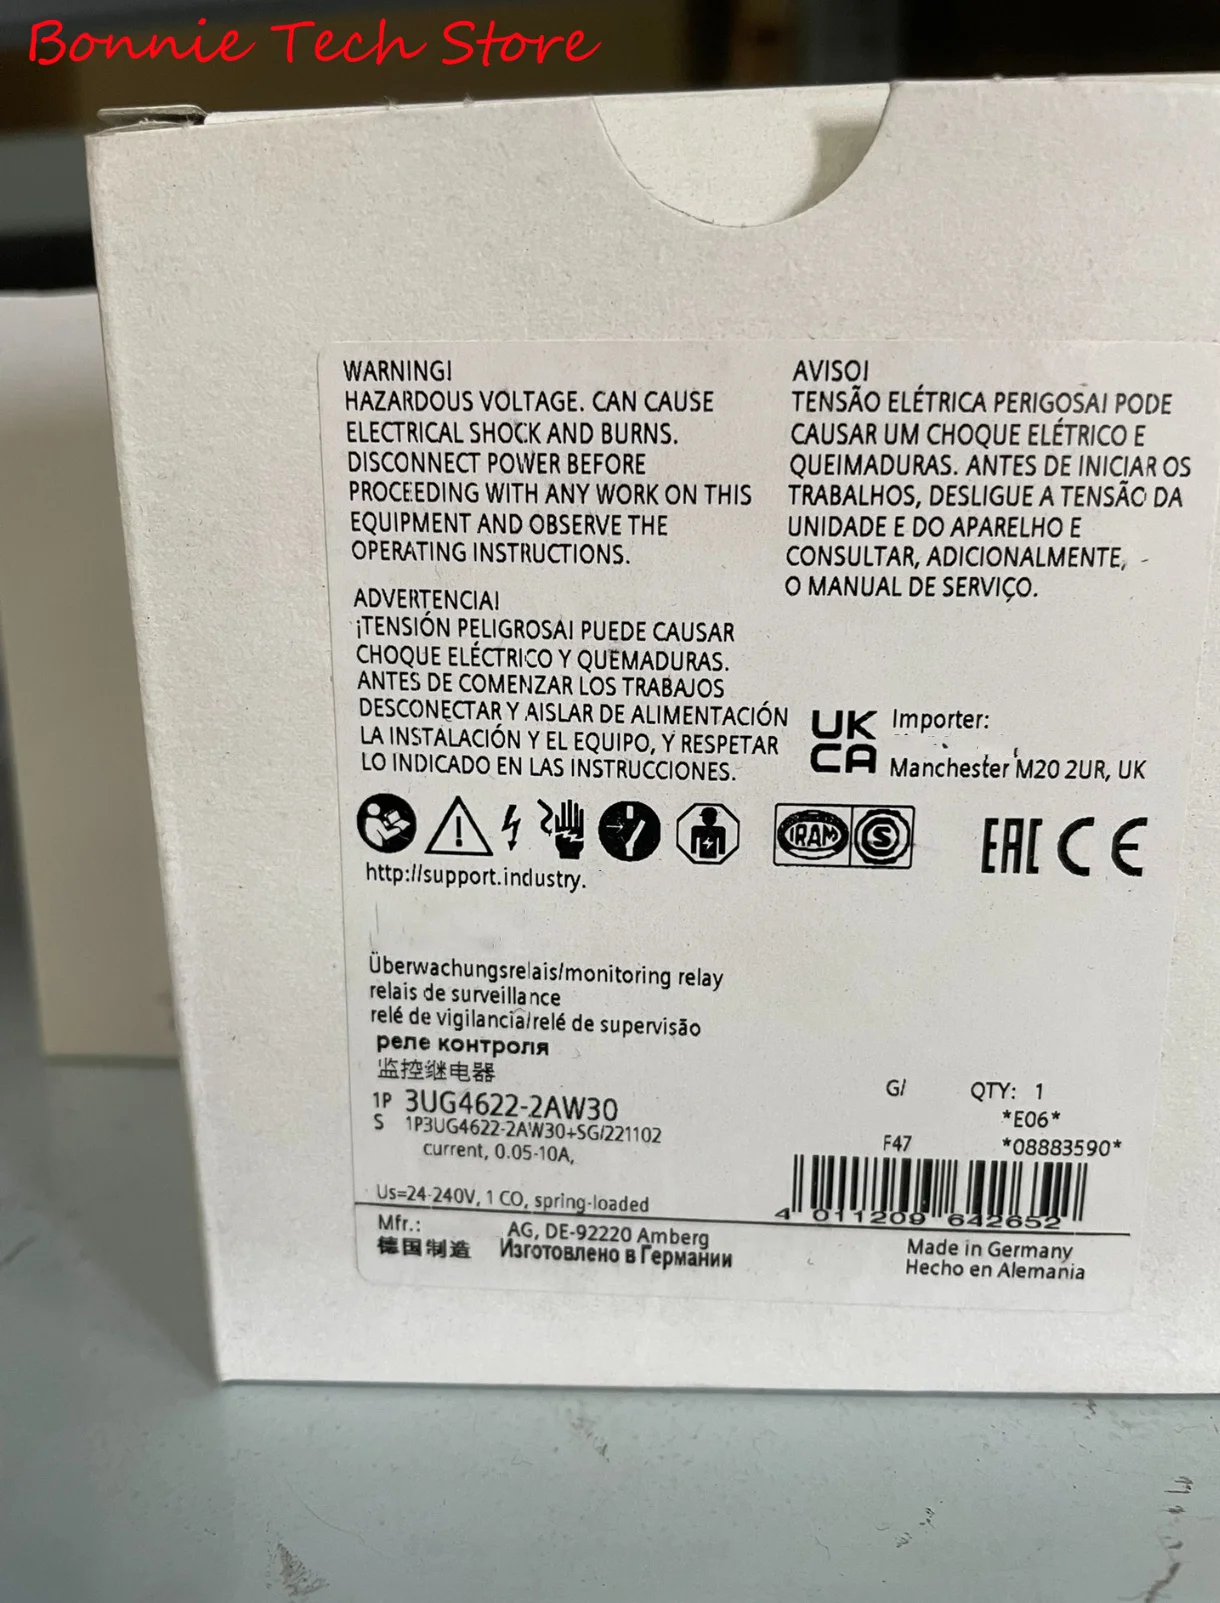 Bonnie Tech Store
WARNING!
HAZARDOUS VOLTAGE. CAN CAUSE
ELECTRICAL SHOCK AND BURNS.
DISCONNECT POWER BEFORE
PROCEEDING WITH ANY WORK ON THIS
EQUIPMENT AND OBSERVE THE
OPERATING INSTRUCTIONS.
ADVERTENCIA!
¡TENSIÓN PELIGROSA! PUEDE CAUSAR
CHOQUE ELÉCTRICO Y QUEMADURAS.
ANTES DE COMENZAR LOS TRABAJOS
DESCONECTAR Y AISLAR DE ALIMENTACIÓN
LA INSTALACIÓN Y EL EQUIPO, Y RESPETAR
LO INDICADO EN LAS INSTRUCCIONES.
AVISO!
TENSÃO ELÉTRICA PERIGOSA! PODE
CAUSAR UM CHOQUE ELÉTRICO E
QUEIMADURAS. ANTES DE INICIAR OS
TRABALHOS, DESLIGUE A TENSÃO DA
UNIDADE E DO APARELHO E
CONSULTAR, ADICIONALMENTE,
O MANUAL DE SERVIÇO.
UK
CA
Importer:
Manchester M20 2UR, UK
IRAM S
EAC CE
http://support.industry.
Überwachungsrelais/monitoring relay
relais de surveillance
relé de vigilancia/relé de supervisão
реле контроля
监控继电器
1P 3UG4622-2AW30
S 1P3UG4622-2AW30+SG/221102
current, 0.05-10A,
Us=24-240V, 1 CO, spring-loaded
G/ QTY: 1
*E06*
F47 *08883590*
4 011209 642652
Mfr.: AG, DE-92220 Amberg
德国制造 Изготовлено в Германии
Made in Germany
Hecho en Alemania